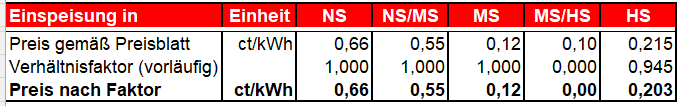 Einspeisung in Einheit NS NS/MS MS MS/HS HS
Preis gemäß Preisblatt ct/kWh 0,66 0,55 0,12 0,10 0,215
Verhältnisfaktor (vorläufig) 1,000 1,000 1,000 0,000 0,945
Preis nach Faktor ct/kWh 0,66 0,55 0,12 0,00 0,203